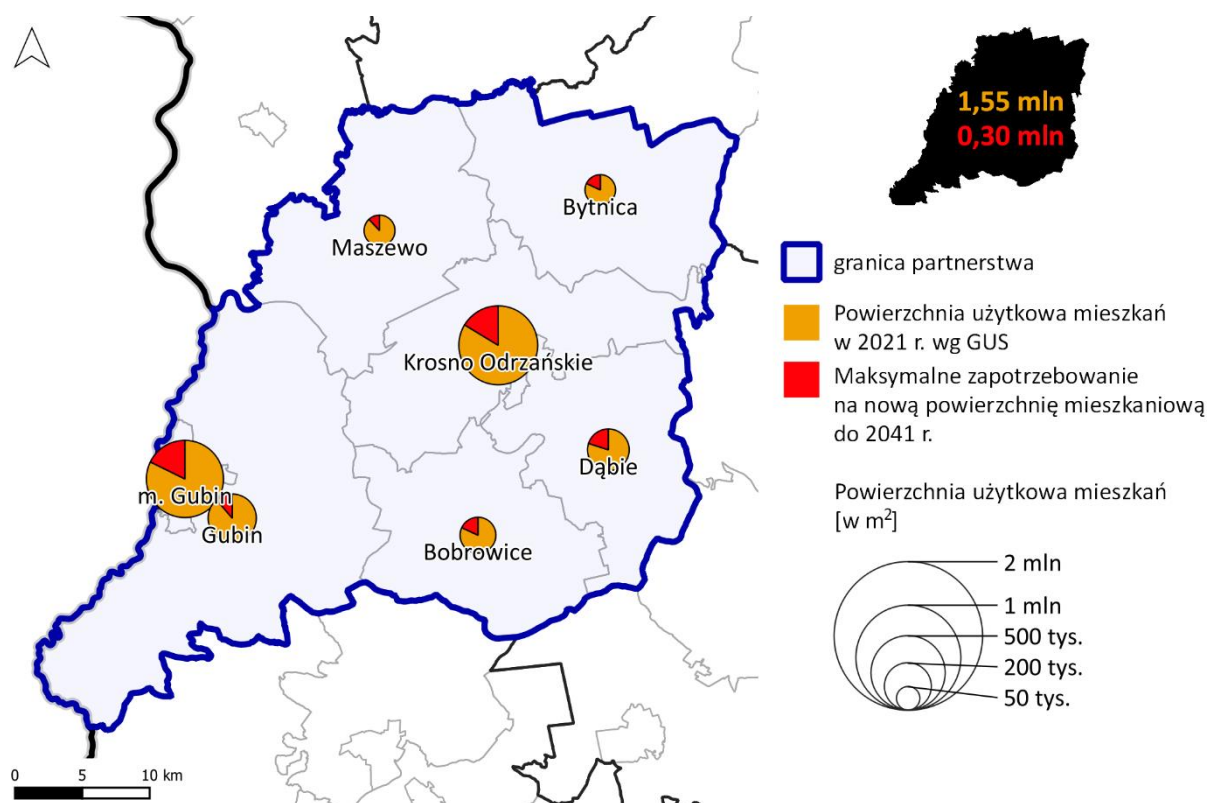 1,55 mln
0,30 mln
Bytnica
Maszewo
Krosno Odrzańskie
Dąbie
m. Gubin
Gubin
Bobrowice
granica partnerstwa
Powierzchnia użytkowa mieszkań
w 2021 r. wg GUS
Maksymalne zapotrzebowanie
na nową powierzchnię mieszkaniową
do 2041 r.
Powierzchnia użytkowa mieszkań
[w m²]
2 mln
1 mln
500 tys.
200 tys.
50 tys.
0 5 10 km